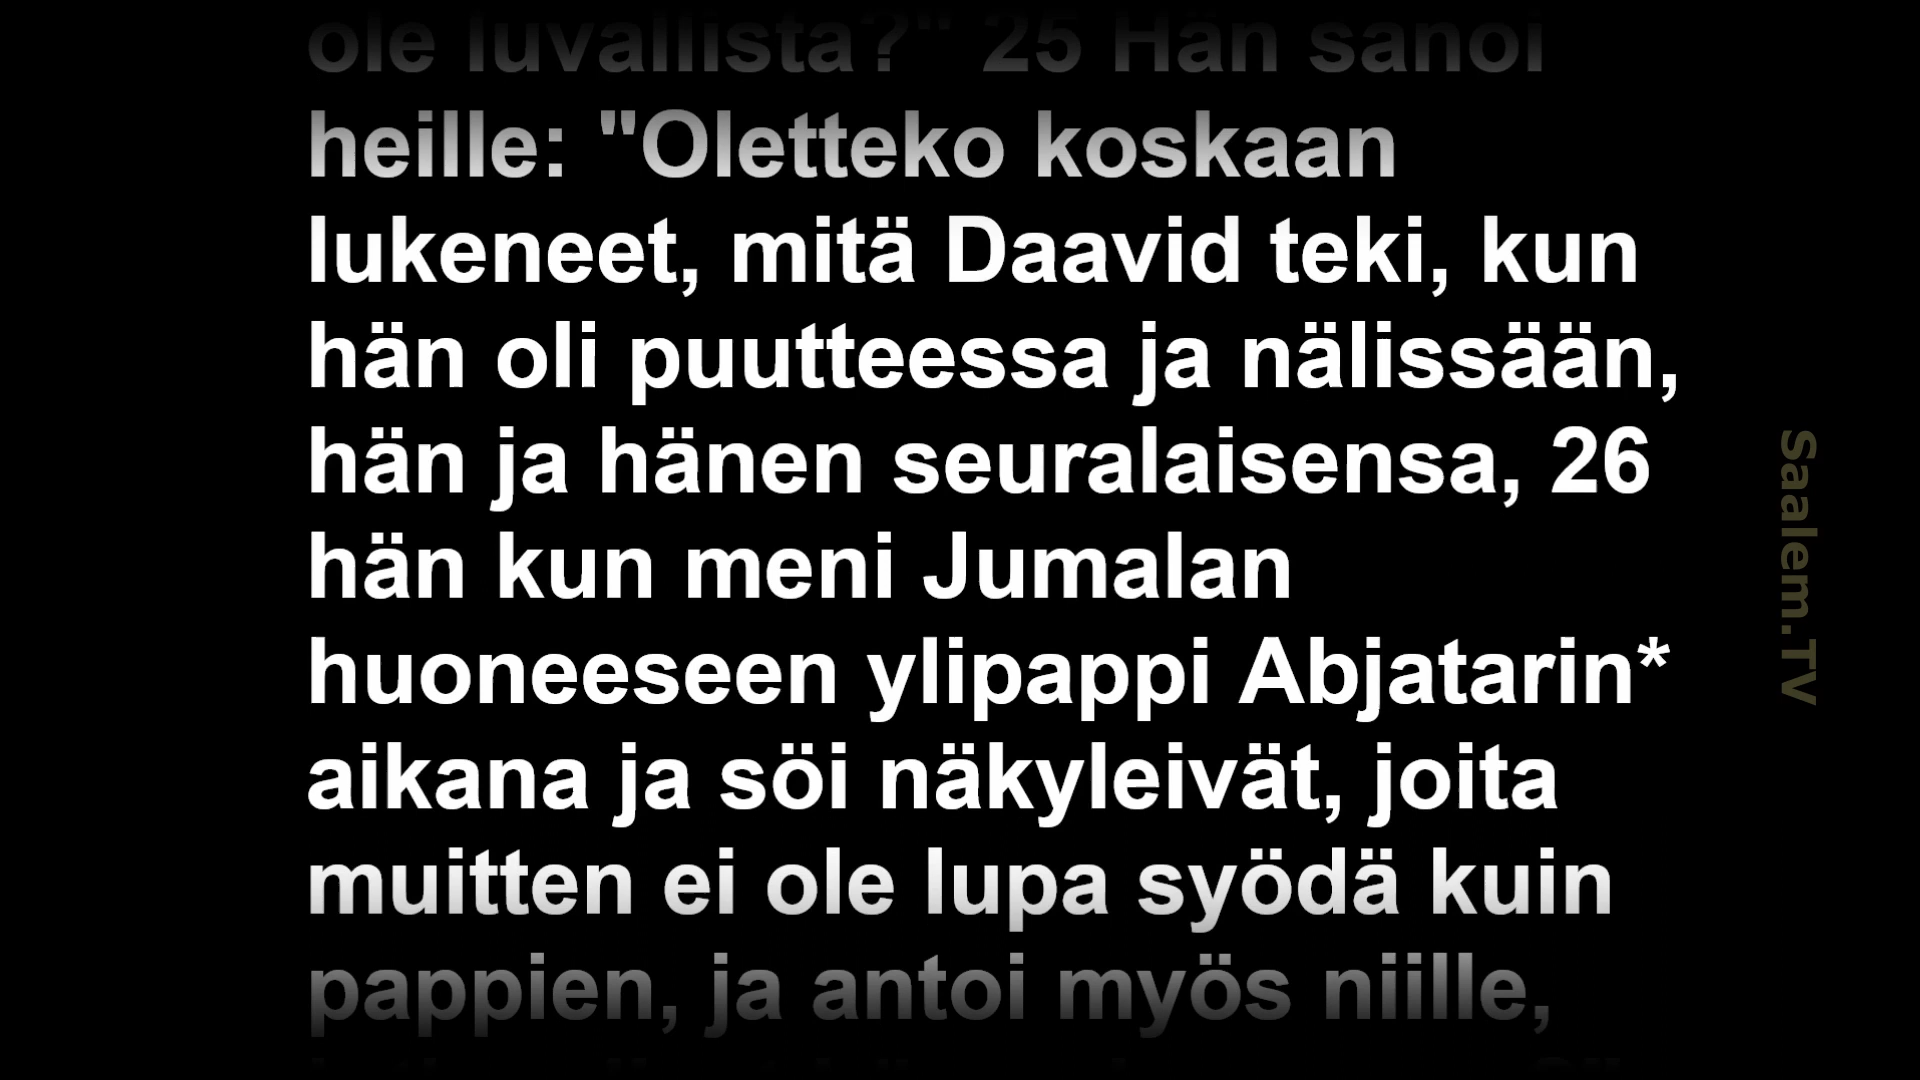 ole luvallista?" 25 Hän sanoi
heille: "Oletteko koskaan
lukeneet, mitä Daavid teki, kun
hän oli puutteessa ja nälissään,
hän ja hänen seuralaisensa, 26
hän kun meni Jumalan
huoneeseen ylipappi Abjatarin*
aikana ja söi näkyleivät, joita
muitten ei ole lupa syödä kuin
pappien, ja antoi myös niille,
Saalem.TV